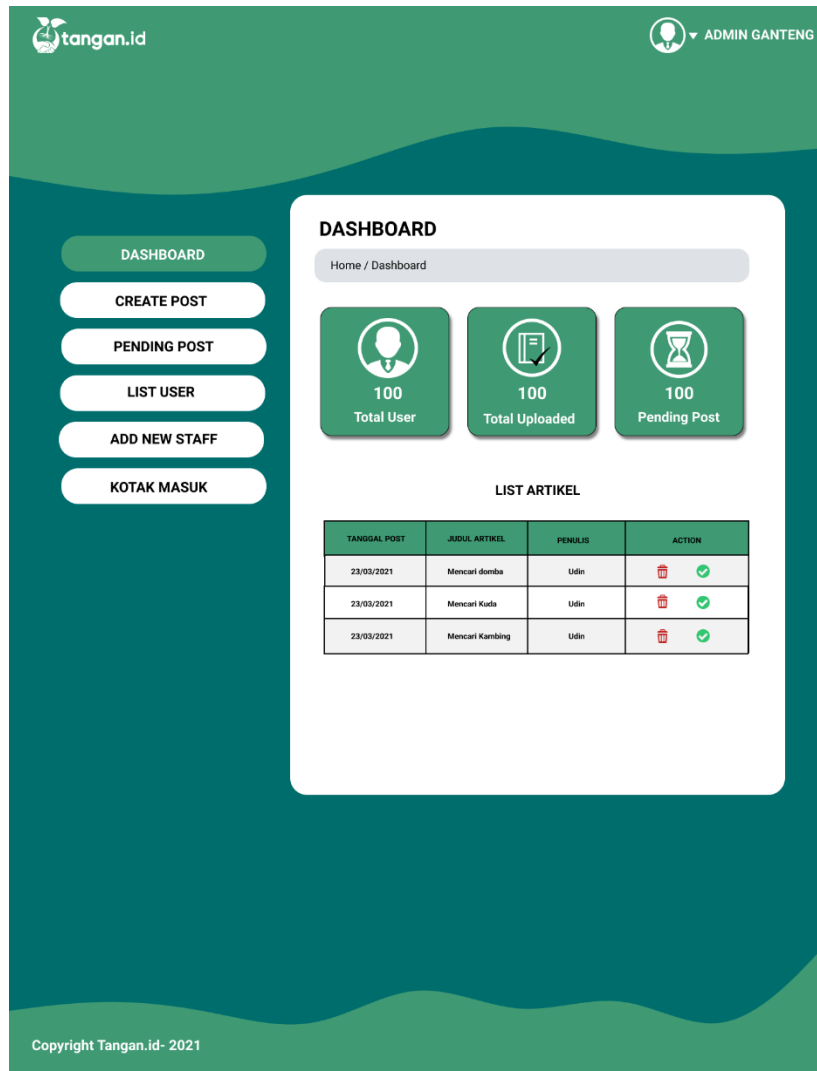 tangan.id
ADMIN GANTENG
DASHBOARD
CREATE POST
PENDING POST
LIST USER
ADD NEW STAFF
KOTAK MASUK
DASHBOARD
Home / Dashboard
100
Total User
100
Total Uploaded
100
Pending Post
LIST ARTIKEL
TANGGAL POST JUDUL ARTIKEL PENULIS ACTION
23/03/2021 Mencari domba Udin
23/03/2021 Mencari Kuda Udin
23/03/2021 Mencari Kambing Udin
Copyright Tangan.id- 2021